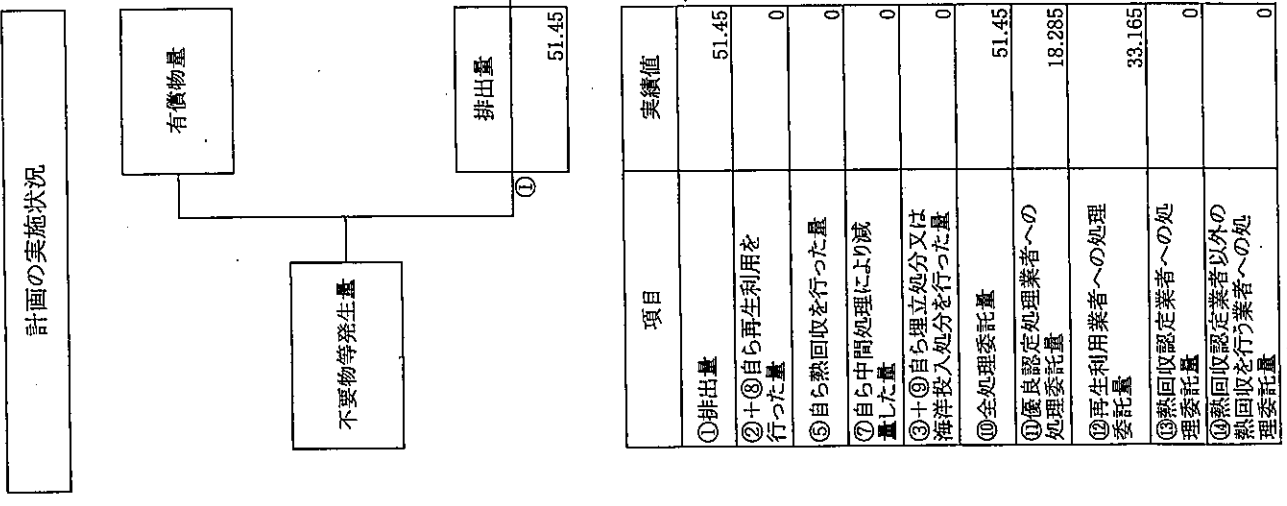 計画の実施状況
有償物量
不要物等発生量
①
排出量
51.45
項目
実績値
①排出量
51.45
②+⑧自ら再生利用を
行った量
0
⑤自ら熱回収を行った量
0
⑦自ら中間処理により減
量した量
0
③+⑨自ら埋立処分又は
海洋投入処分を行った量
0
⑩全処理委託量
51.45
⑪優良認定処理業者への
処理委託量
18.285
⑫再生利用業者への処理
委託量
33.165
⑬熱回収認定業者への処
理委託量
0
⑭熱回収認定業者以外の
熱回収を行う業者への処
理委託量
0